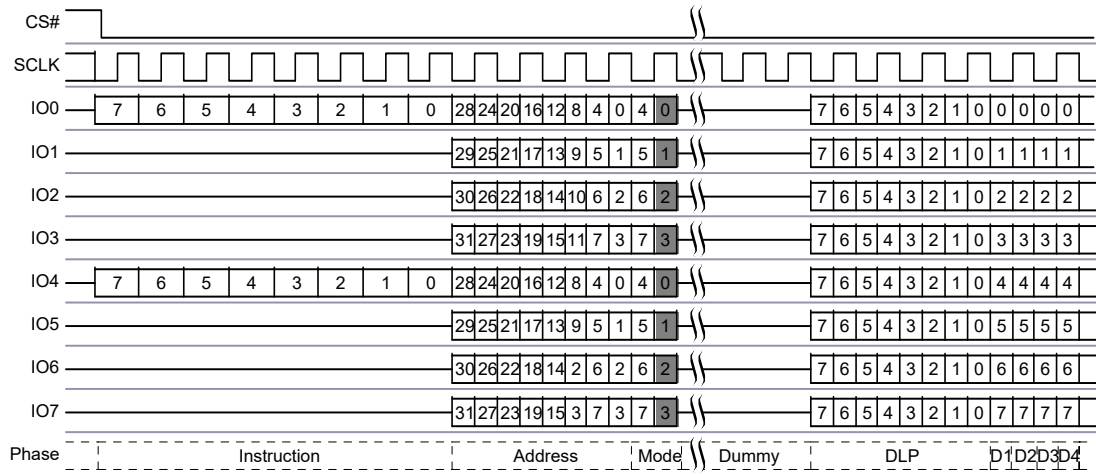 CS#
SCLK
IO0 7 6 5 4 3 2 1 0 28 24 20 16 12 8 4 0 4 0 7 6 5 4 3 2 1 0 0 0 0 0
IO1 29 25 21 17 13 9 5 1 5 1 7 6 5 4 3 2 1 0 1 1 1 1
IO2 30 26 22 18 14 10 6 2 6 2 7 6 5 4 3 2 1 0 2 2 2 2
IO3 31 27 23 19 15 11 7 3 7 3 7 6 5 4 3 2 1 0 3 3 3 3
IO4 7 6 5 4 3 2 1 0 28 24 20 16 12 8 4 0 4 0 7 6 5 4 3 2 1 0 4 4 4 4
IO5 29 25 21 17 13 9 5 1 5 1 7 6 5 4 3 2 1 0 5 5 5 5
IO6 30 26 22 18 14 2 6 2 6 2 7 6 5 4 3 2 1 0 6 6 6 6
IO7 31 27 23 19 15 3 7 3 7 3 7 6 5 4 3 2 1 0 7 7 7 7
Phase Instruction Address Mode Dummy DLP D1 D2 D3 D4